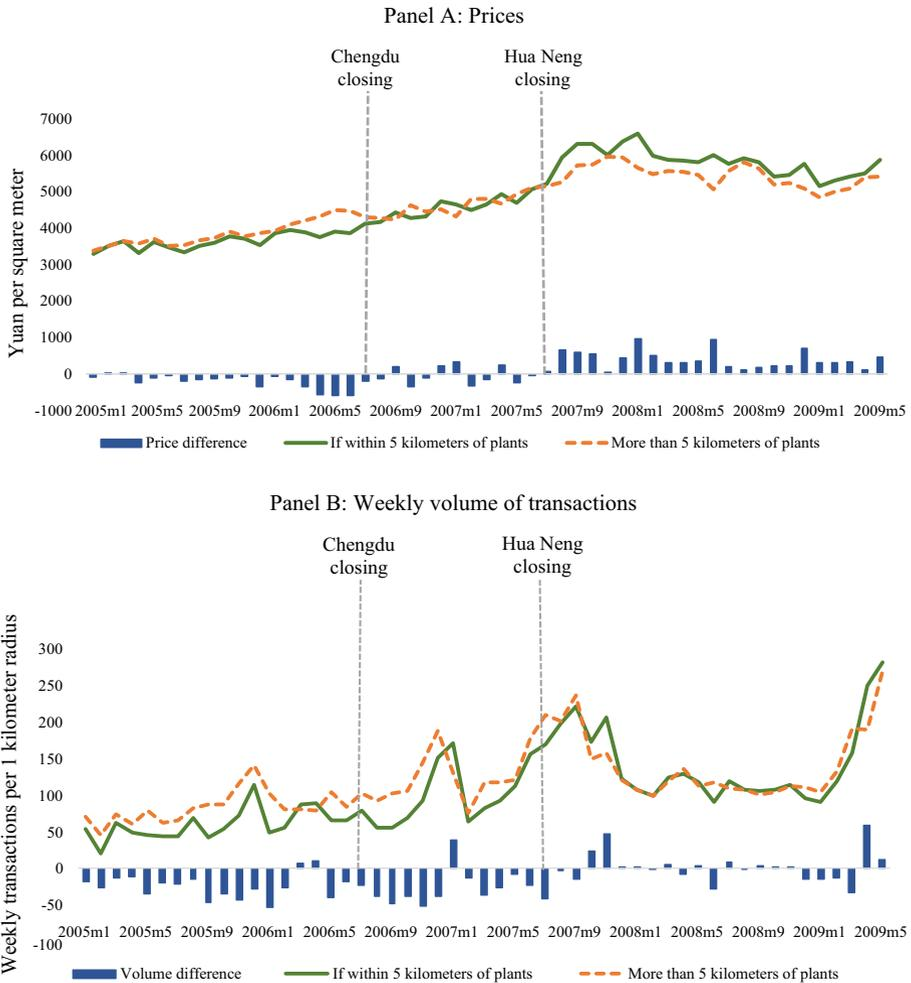 Panel A: Prices
Chengdu
closing
Hua Neng
closing
Yuan per square meter
7000
6000
5000
4000
3000
2000
1000
0
-1000
2005m1 2005m5 2005m9 2006m1 2006m5 2006m9 2007m1 2007m5 2007m9 2008m1 2008m5 2008m9 2009m1 2009m5
Price difference If within 5 kilometers of plants More than 5 kilometers of plants
Panel B: Weekly volume of transactions
Chengdu
closing
Hua Neng
closing
Weekly transactions per 1 kilometer radius
300
250
200
150
100
50
0
-50
-100
2005m1 2005m5 2005m9 2006m1 2006m5 2006m9 2007m1 2007m5 2007m9 2008m1 2008m5 2008m9 2009m1 2009m5
Volume difference If within 5 kilometers of plants More than 5 kilometers of plants